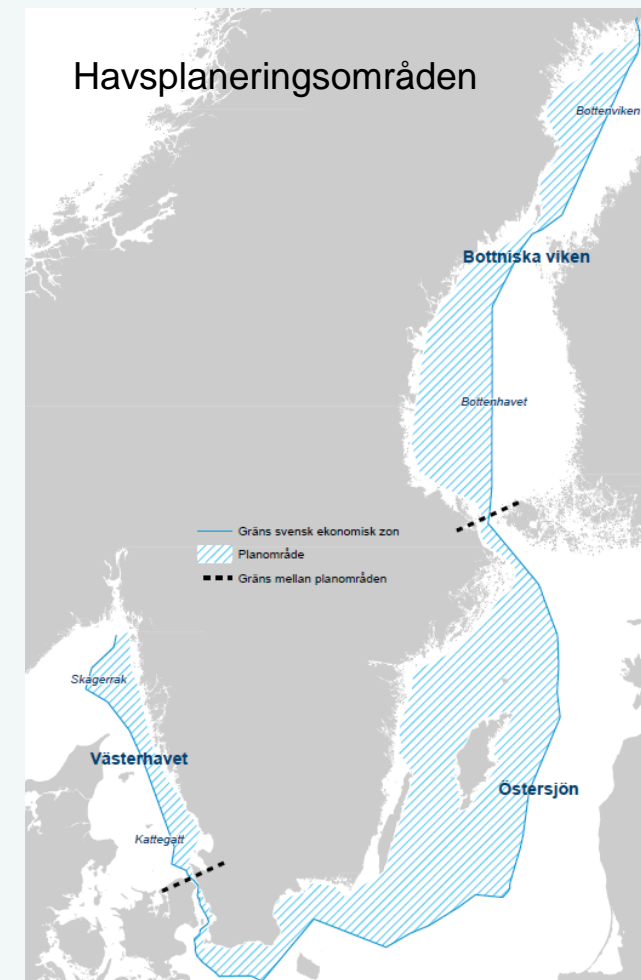 Havsplaneringsområden
Bottenviken
Bottniska viken
Bottenhavet
Gräns svensk ekonomisk zon
Planområde
Gräns mellan planområden
Skagerrak
Västerhavet
Östersjön
Kattegatt